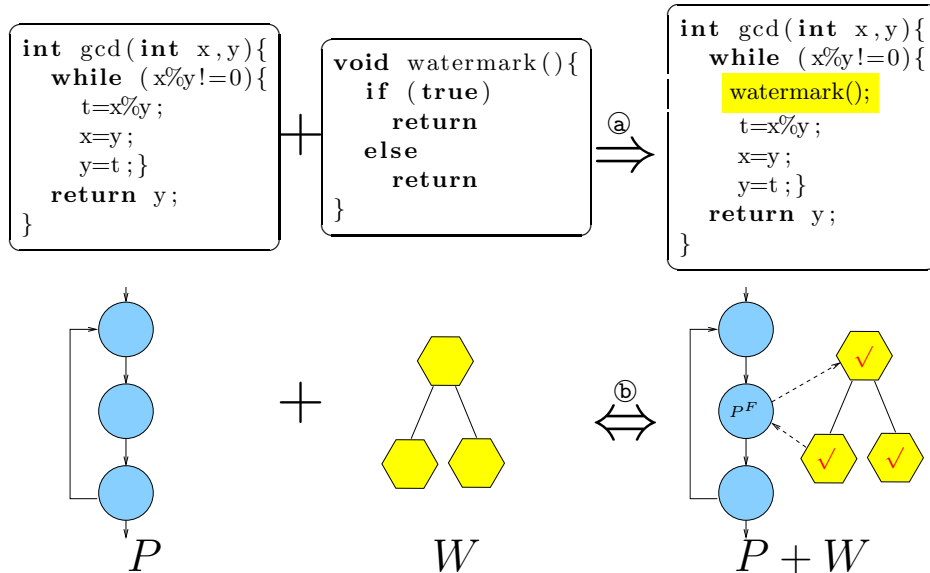 int gcd(int x,y){
while (x%y!=0){
t=x%y;
x=y;
y=t;}
return y;
}
+
void watermark(){
if (true)
return
else
return
}
ⓐ
⇒
int gcd(int x,y){
while (x%y!=0){
watermark();
t=x%y;
x=y;
y=t;}
return y;
}
+
ⓑ
⇔
P^F
√
√
√
P
W
P + W